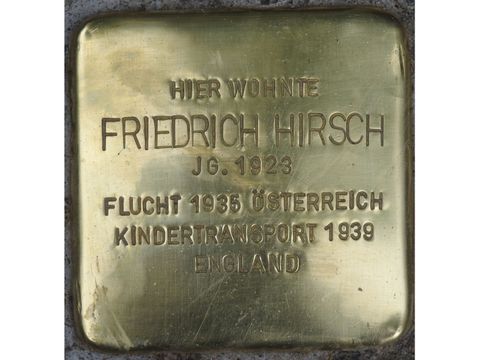 HIER WOHNTE
FRIEDRICH HIRSCH
JG. 1923
FLUCHT 1935 ÖSTERREICH
KINDERTRANSPORT 1939
ENGLAND